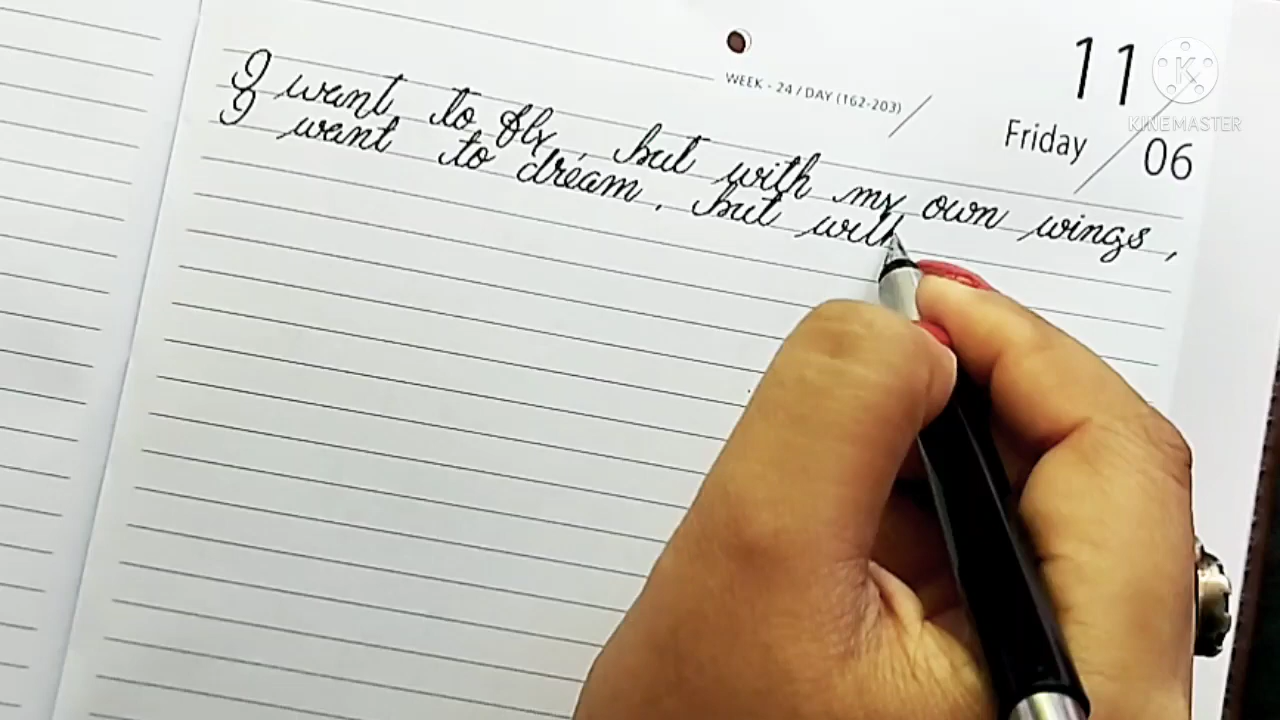 11
WEEK - 24 / DAY (162-203)
Friday
06
KINEMASTER
I want to fly, but with my own wings,
I want to dream, but with